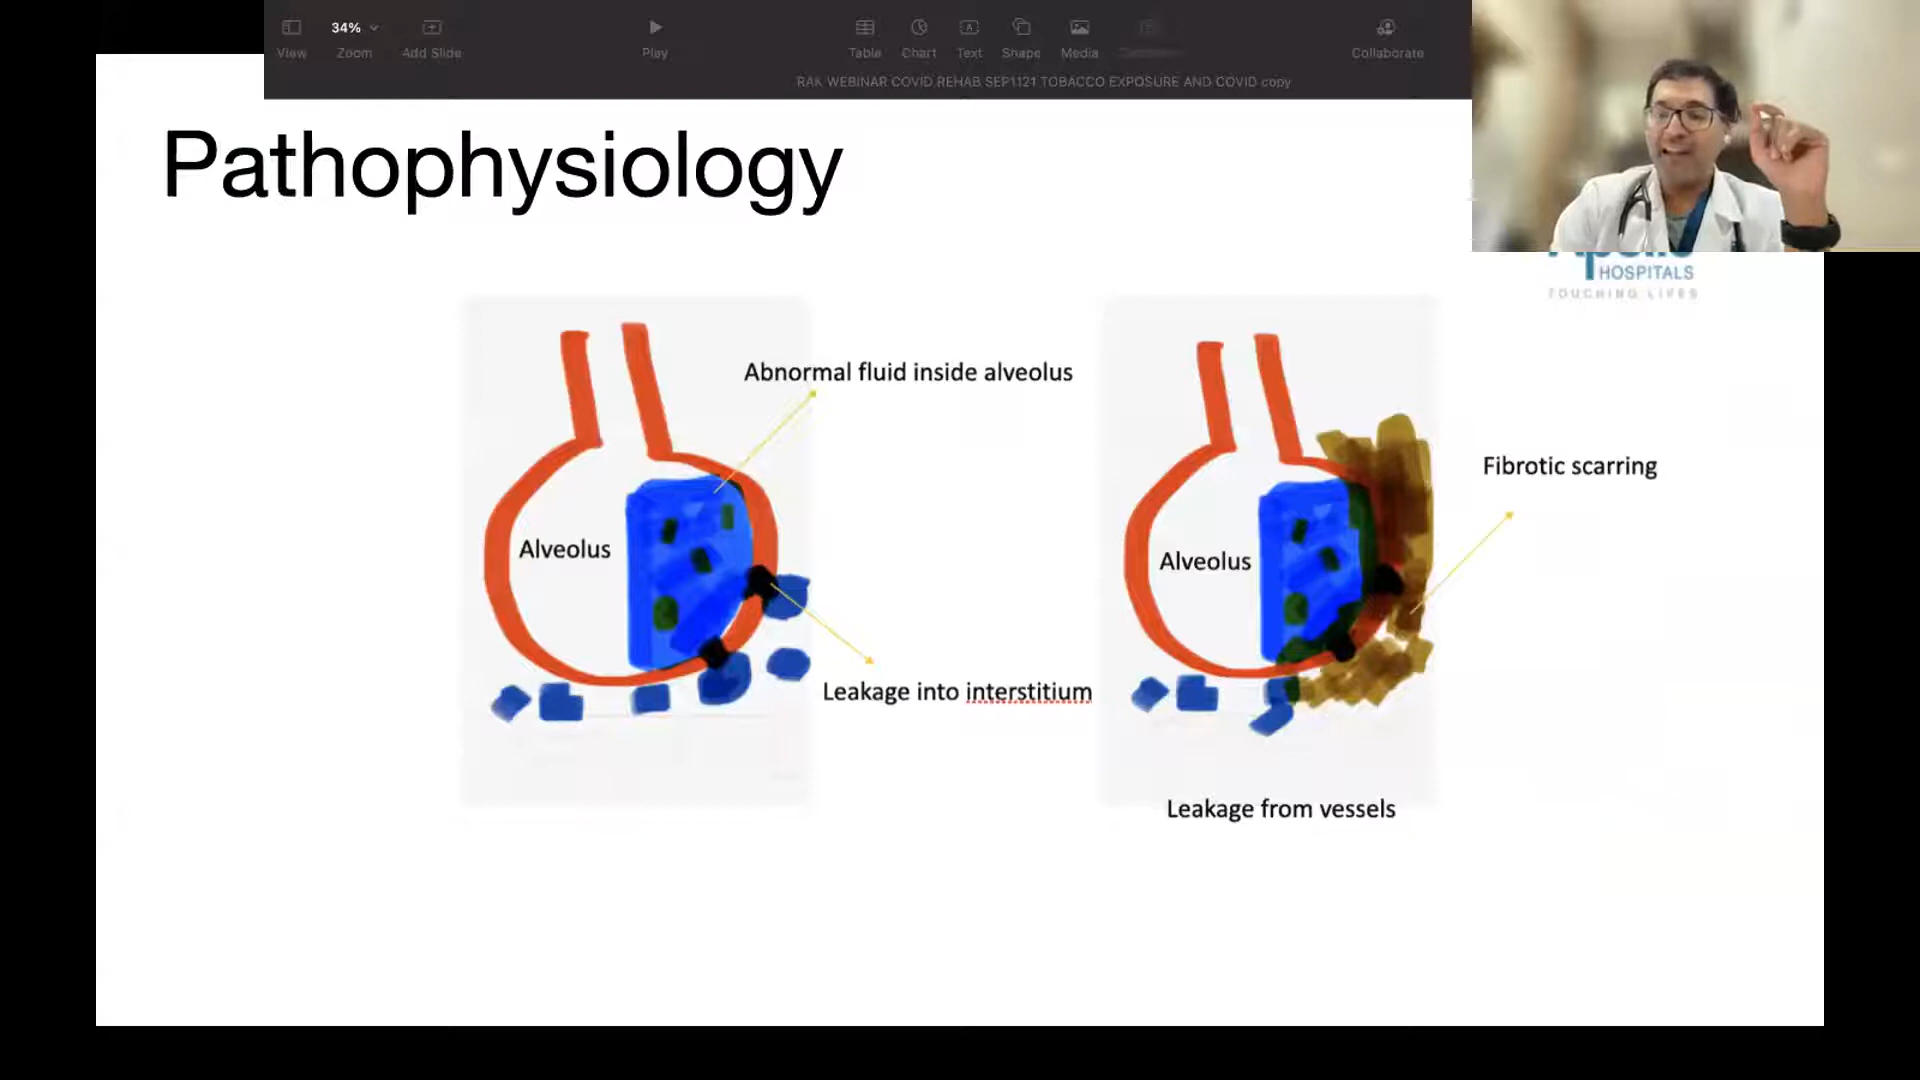 34%
View Zoom Add Slide Play Table Chart Text Shape Media Collaborate
RAK WEBINAR COVID REHAB SEP1121 TOBACCO EXPOSURE AND COVID copy
Pathophysiology
HOSPITALS
TOUCHING LIVES
Abnormal fluid inside alveolus
Alveolus
Leakage into interstitium
Fibrotic scarring
Alveolus
Leakage from vessels